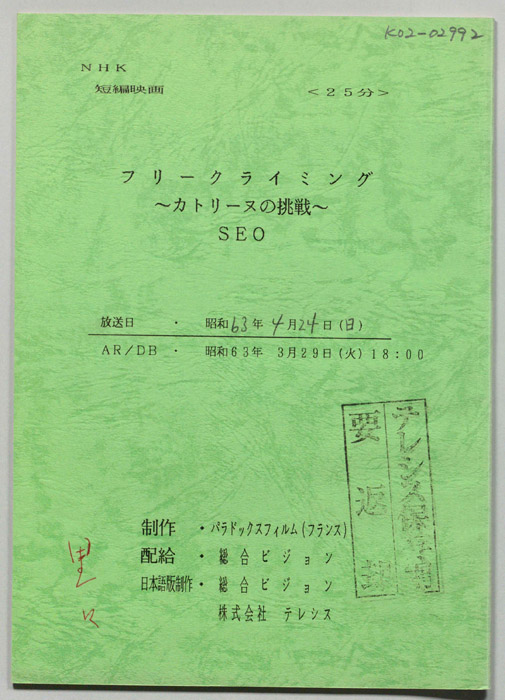 K02-02992
NHK
短編映画 <25分>
フリークライミング
～カトリーヌの挑戦～
SEO
放送日 ・ 昭和63年 4月24日(日)
AR/DB ・ 昭和63年 3月29日(火)18:00
テレシス保存
要返却
制作 ・ パラドックスフィルム(フランス)
配給 ・ 総合ビジョン
日本語版制作 ・ 総合ビジョン
株式会社 テレシス